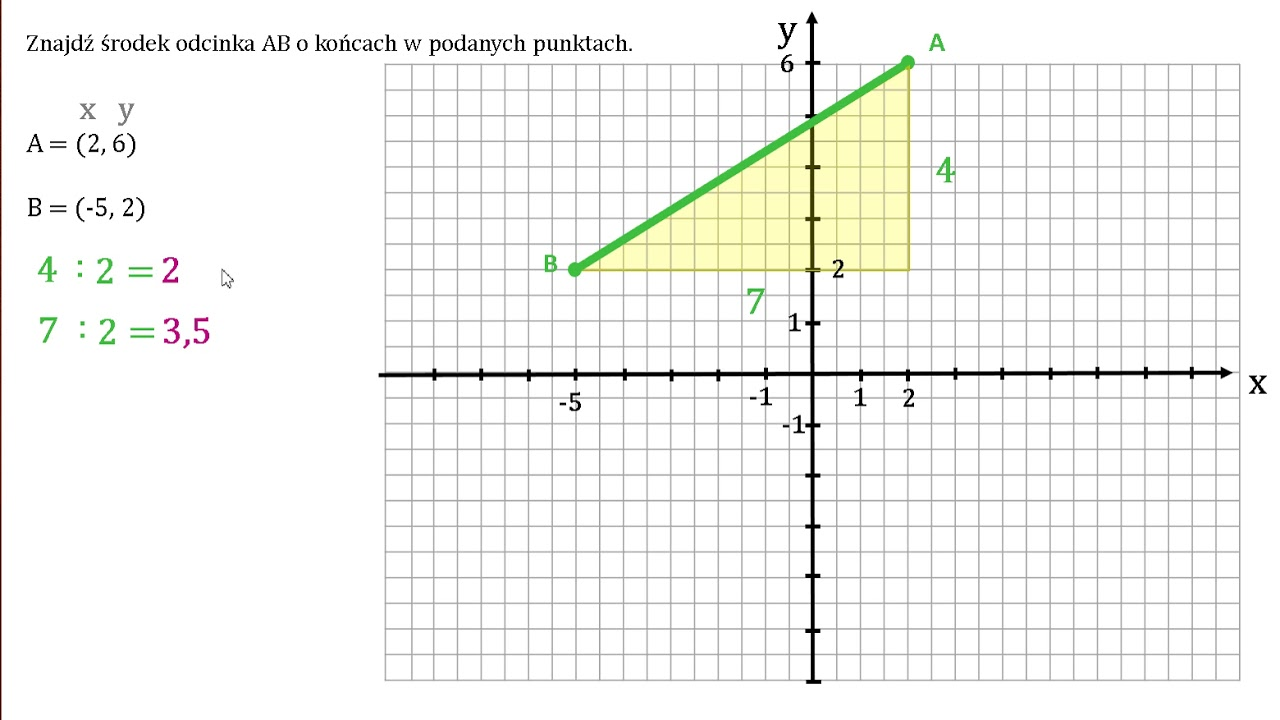 Znajdź środek odcinka AB o końcach w podanych punktach.
x y
A = (2, 6)
B = (-5, 2)
4 : 2 = 2
7 : 2 = 3,5
y
A
6
4
B
2
7
1
x
-5
-1
1
2
-1